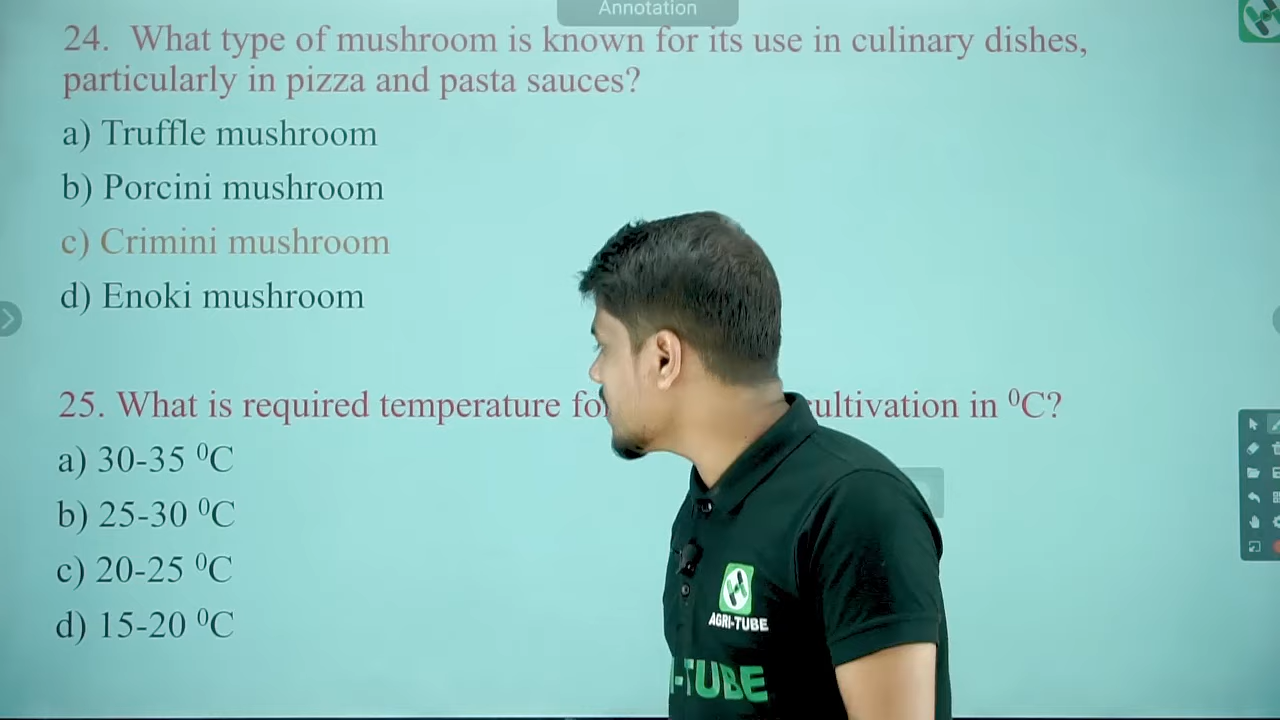 Annotation
24. What type of mushroom is known for its use in culinary dishes,
particularly in pizza and pasta sauces?
a) Truffle mushroom
b) Porcini mushroom
c) Crimini mushroom
d) Enoki mushroom
25. What is required temperature cultivation in ⁰C?
a) 30-35 ⁰C
b) 25-30 ⁰C
c) 20-25 ⁰C
d) 15-20 ⁰C
AGRI-TUBE
I-TUBE